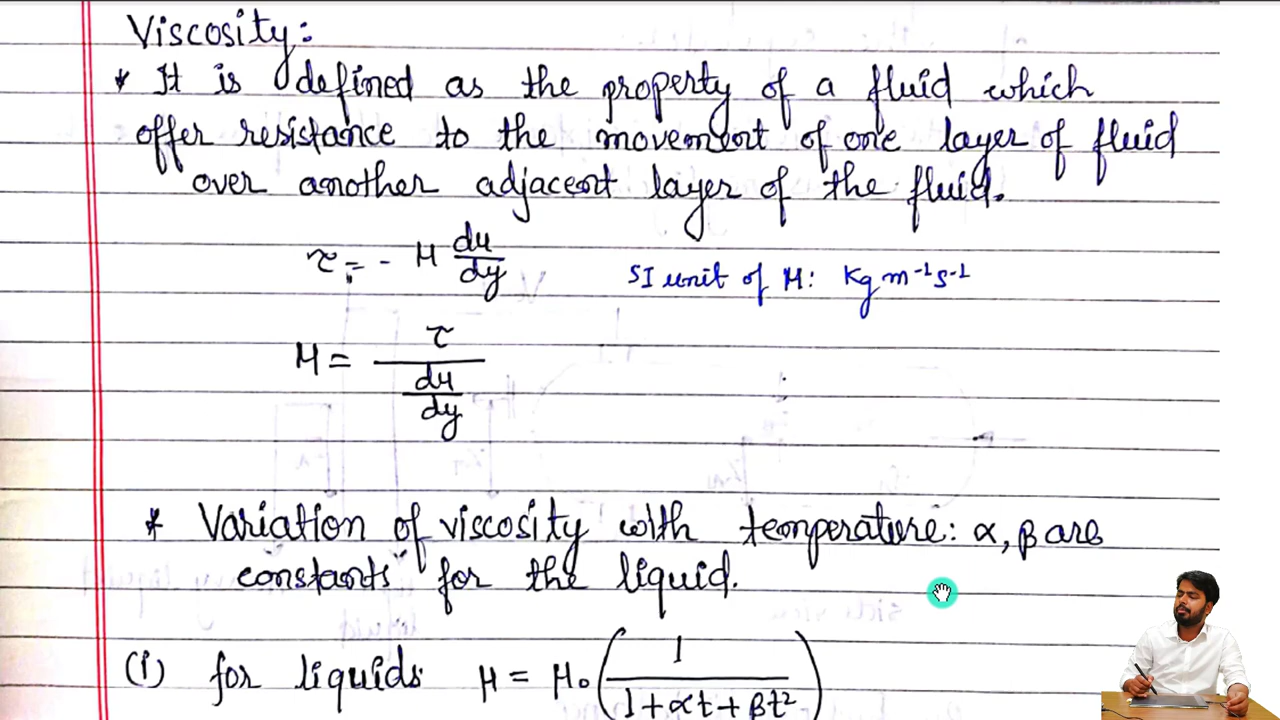 Viscosity:
* It is defined as the property of a fluid which
offer resistance to the movement of one layer of fluid
over another adjacent layer of the fluid.
τ = - μ du/dy
SI unit of μ: Kg m⁻¹ s⁻¹
μ = τ / (du/dy)
* Variation of viscosity with temperature: α, β are
constants for the liquid.
(i) for liquids μ = μ₀ (1 / (1 + αt + βt²))